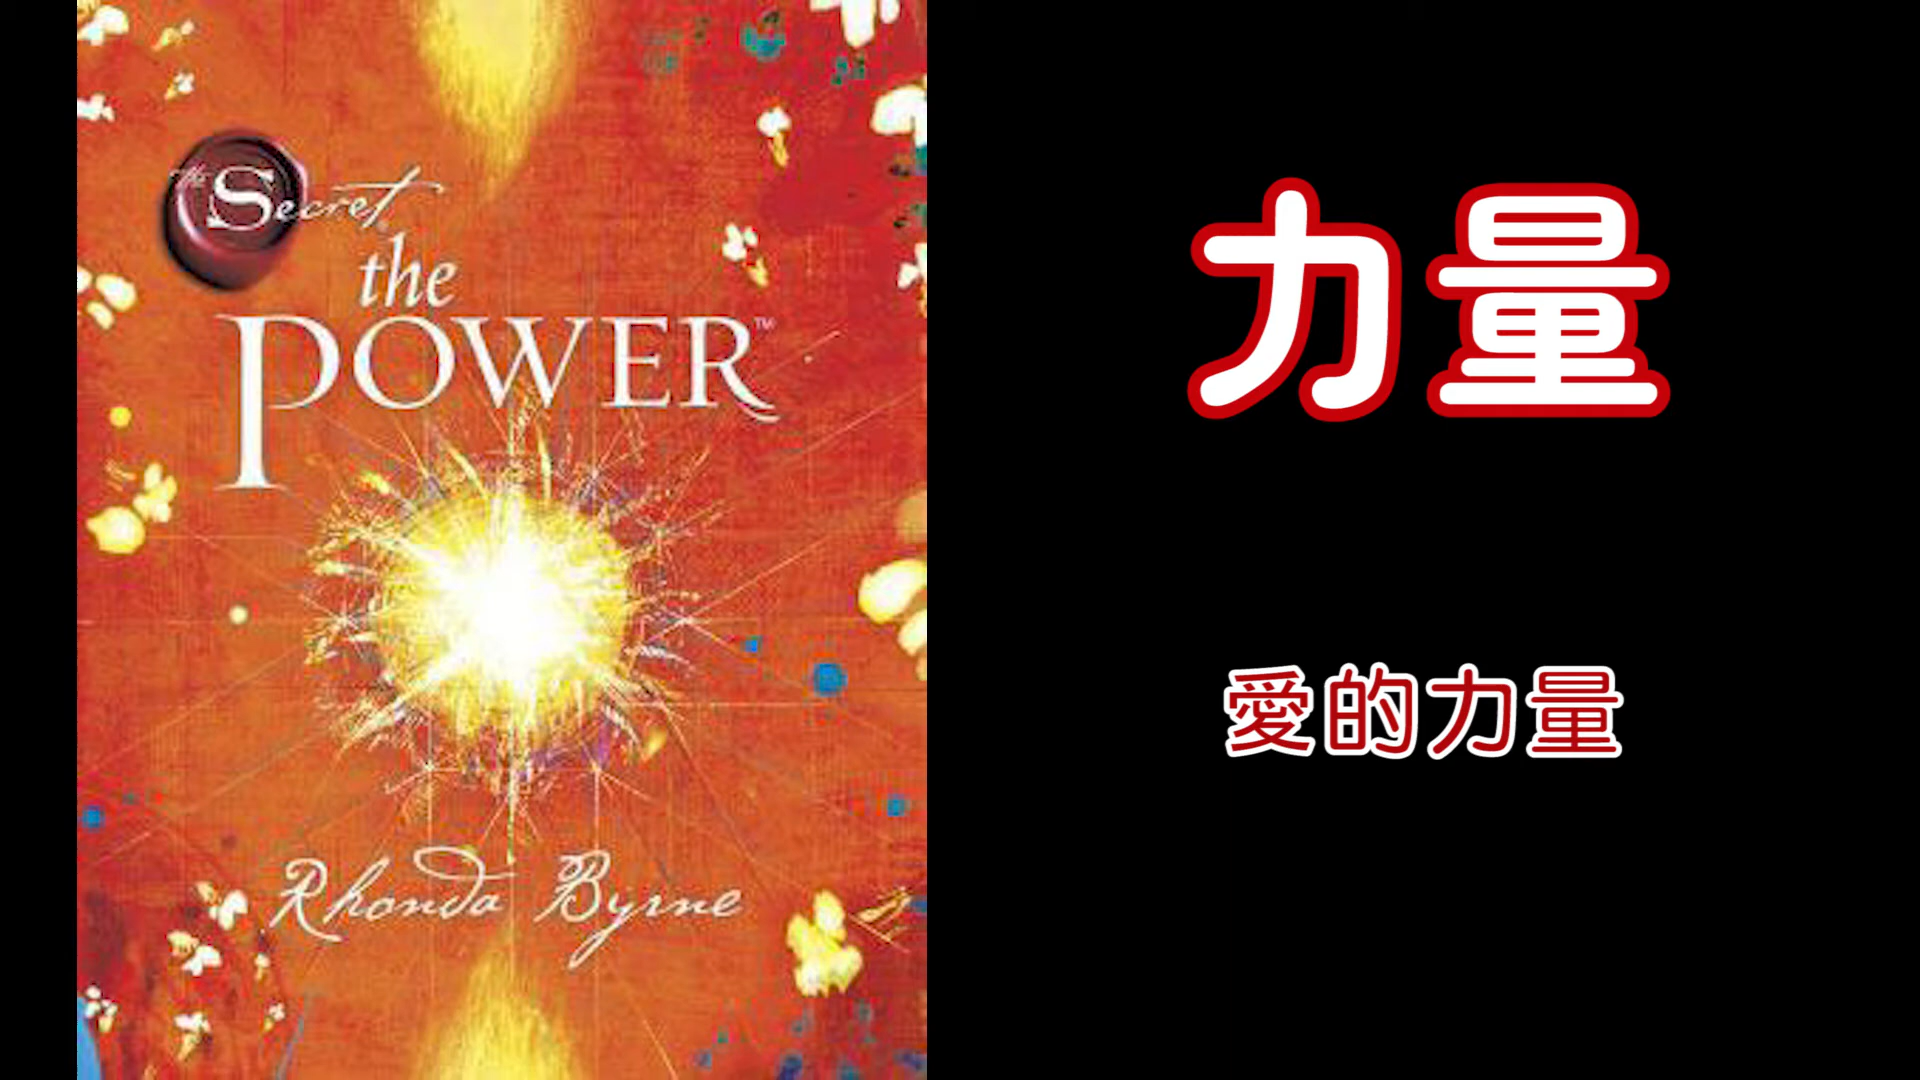 the Secret
the
POWER™
Rhonda Byrne
力量
愛的力量